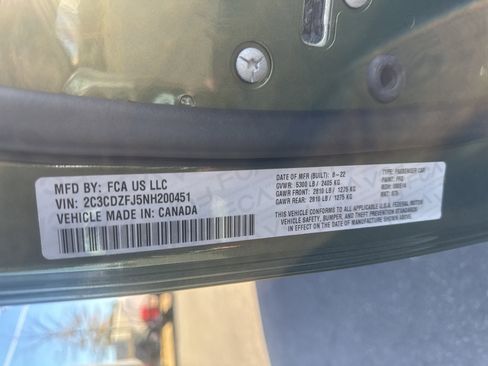 MFD BY: FCA US LLC
VIN: 2C3CDZFJ5NH200451
VEHICLE MADE IN: CANADA
DATE OF MFR (BUILT): 8-22
GVWR: 5300 LB / 2405 KG
GAWR FRONT: 2810 LB / 1275 KG
GAWR REAR: 2810 LB / 1275 KG
THIS VEHICLE CONFORMS TO ALL APPLICABLE FEDERAL MOTOR
VEHICLE SAFETY, BUMPER, AND THEFT PREVENTION STANDARDS
IN EFFECT ON THE DATE OF MANUFACTURE SHOWN ABOVE
TYPE: PASSENGER CAR
PAINT: PFQ